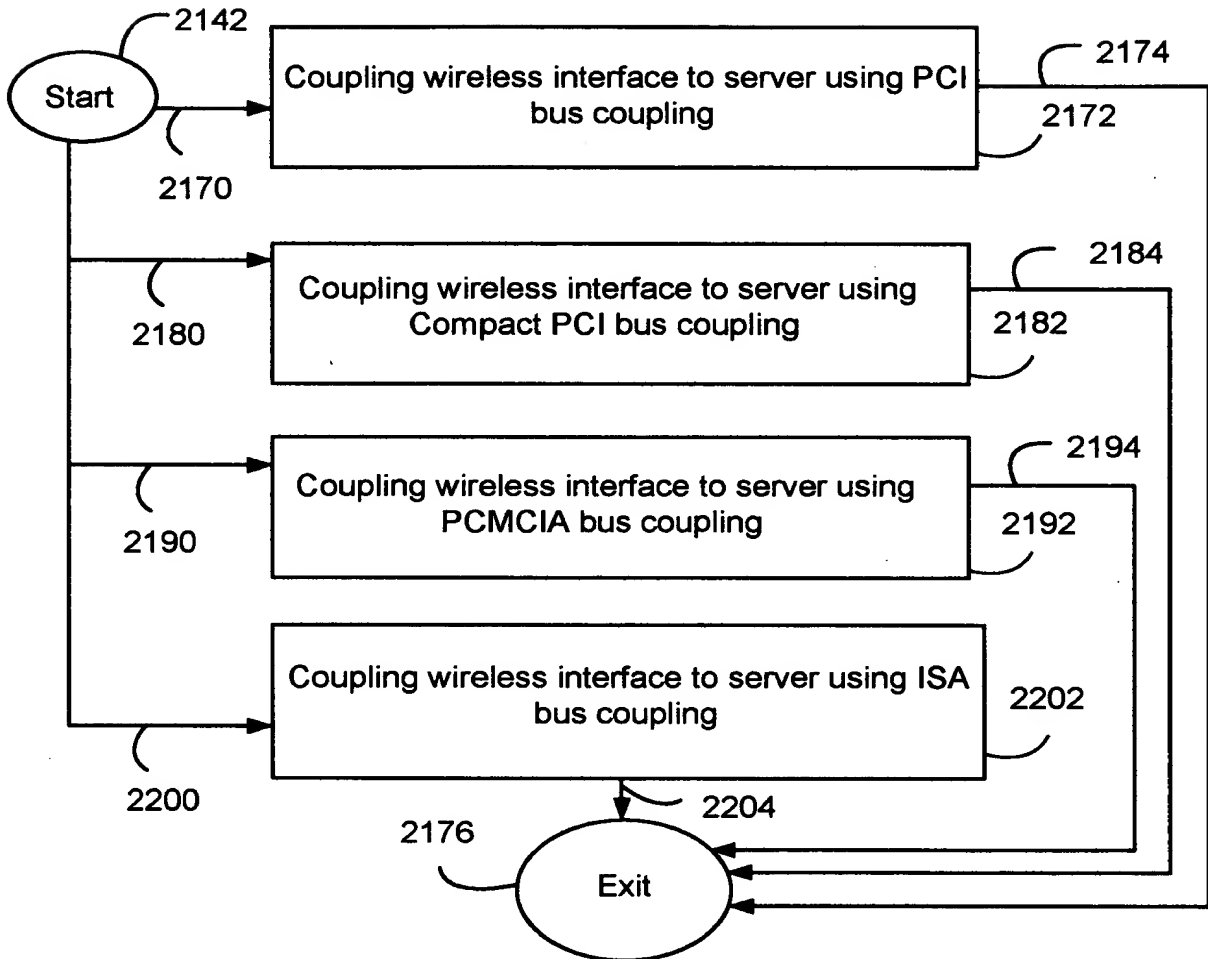 2142
Start
Coupling wireless interface to server using PCI
bus coupling
2174
2172
2170
Coupling wireless interface to server using
Compact PCI bus coupling
2184
2182
2180
Coupling wireless interface to server using
PCMCIA bus coupling
2194
2192
2190
Coupling wireless interface to server using ISA
bus coupling
2202
2200
2204
2176
Exit